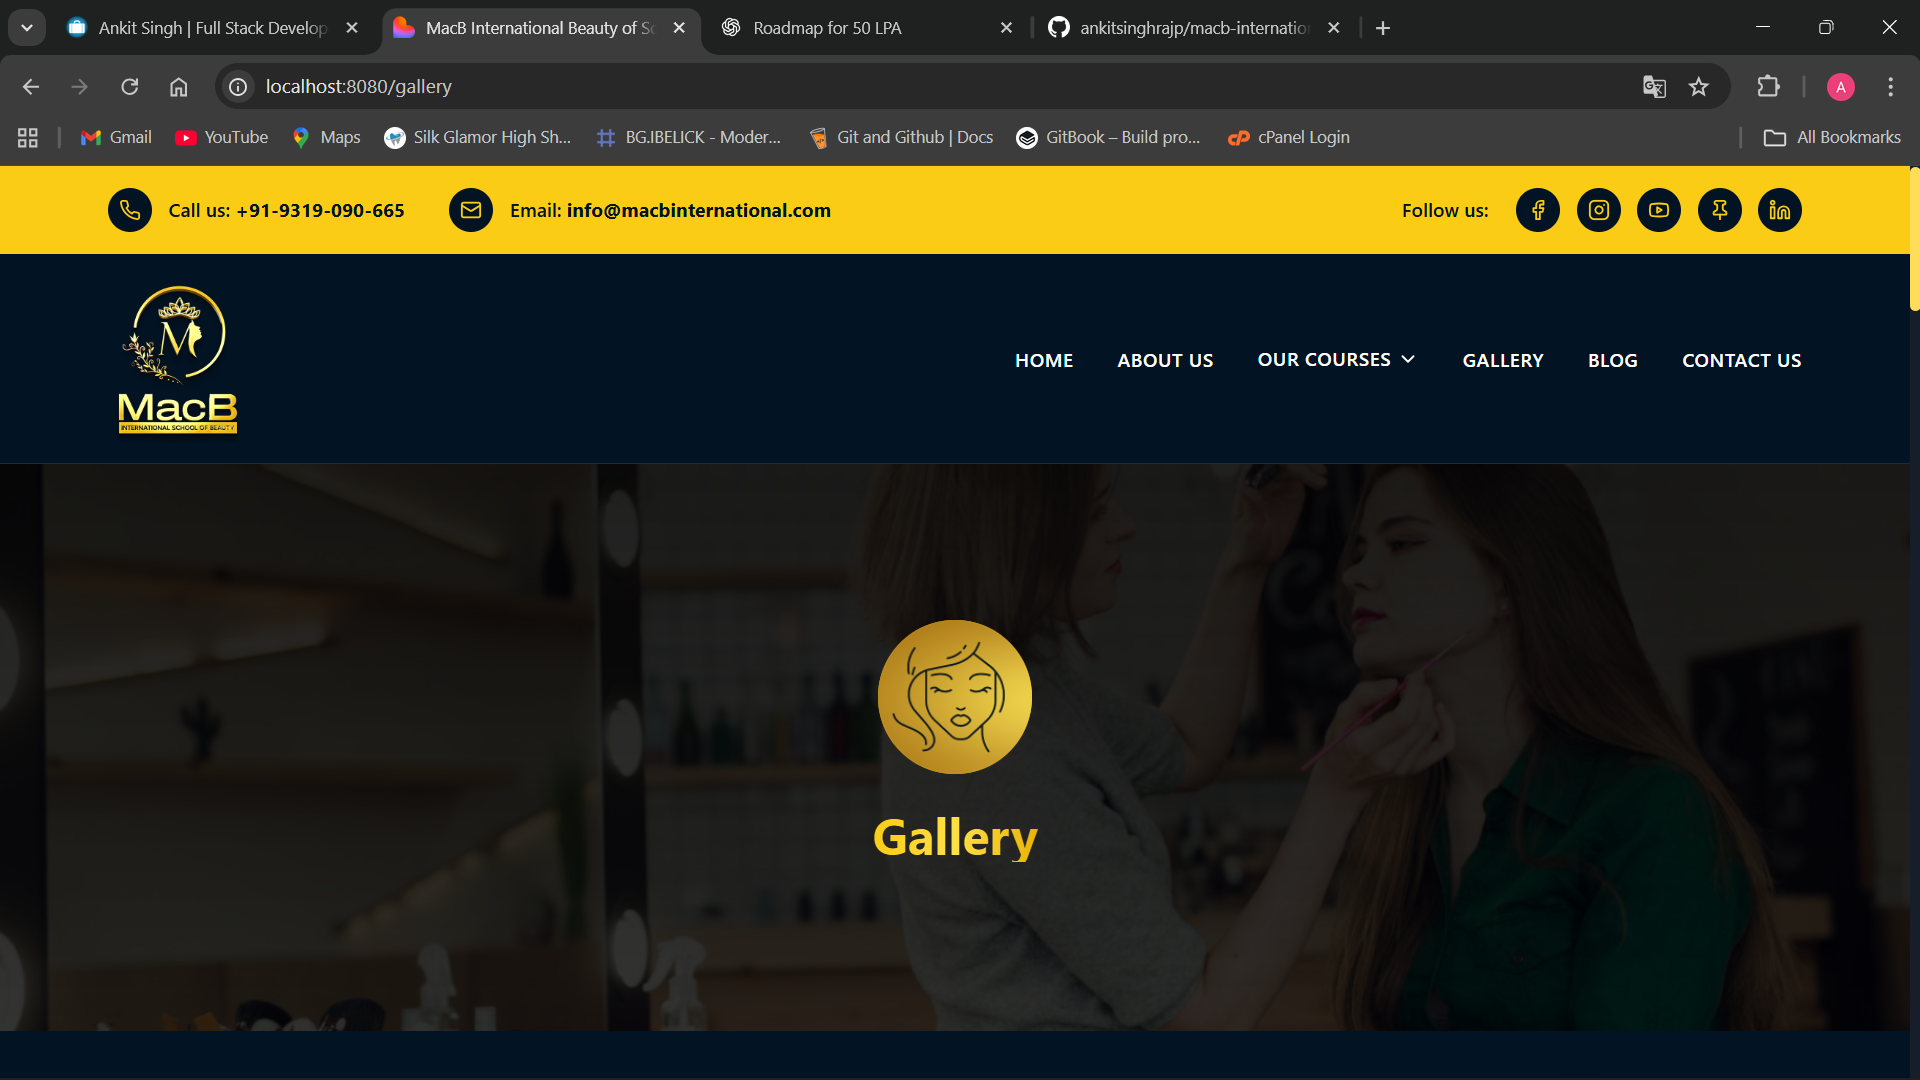 Ankit Singh | Full Stack Develop
MacB International Beauty of Sc
Roadmap for 50 LPA
ankitsinghrajp/macb-internatio
localhost:8080/gallery
A
Gmail
YouTube
Maps
Silk Glamor High Sh...
BG.IBELICK - Moder...
Git and Github | Docs
GitBook – Build pro...
cPanel Login
All Bookmarks
Call us: +91-9319-090-665
Email: info@macbinternational.com
Follow us:
M
MacB
INTERNATIONAL SCHOOL OF BEAUTY
HOME
ABOUT US
OUR COURSES
GALLERY
BLOG
CONTACT US
Gallery